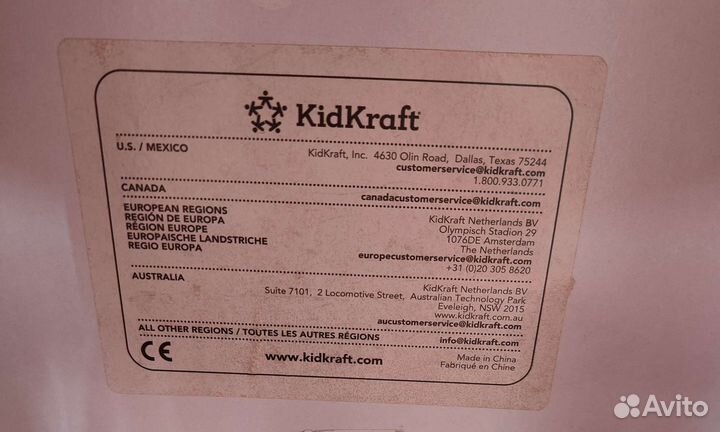 KidKraft
U.S. / MEXICO
KidKraft, Inc. 4630 Olin Road, Dallas, Texas 75244
customerservice@kidkraft.com
1.800.933.0771
CANADA
canadacustomerservice@kidkraft.com
EUROPEAN REGIONS
REGIÓN DE EUROPA
RÉGION EUROPE
EUROPAISCHE LANDSTRICHE
REGIO EUROPA
KidKraft Netherlands BV
Olympisch Stadion 29
1076DE Amsterdam
The Netherlands
europecustomerservice@kidkraft.com
+31 (0)20 305 8620
AUSTRALIA
KidKraft Netherlands BV
Suite 7101, 2 Locomotive Street, Australian Technology Park
Eveleigh, NSW 2015
www.kidkraft.com.au
aucustomerservice@kidkraft.com
ALL OTHER REGIONS / TOUTES LES AUTRES RÉGIONS
info@kidkraft.com
CE
www.kidkraft.com
Made in China
Fabriqué en Chine
Avito